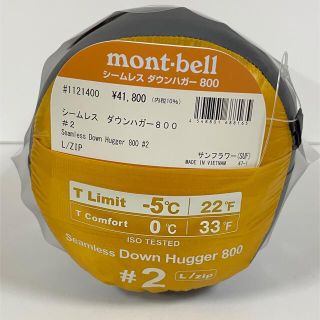 mont-bell
シームレス ダウンハガー800
#1121400 ¥41,800 (内税10%)
シームレス ダウンハガー800
#2
Seamless Down Hugger 800 #2
L/ZIP
サンフラワー(SUF)
MADE IN VIETNAM
T Limit -5℃ 22°F
T Comfort 0℃ 33°F
ISO TESTED
Seamless Down Hugger 800
#2 L/zip